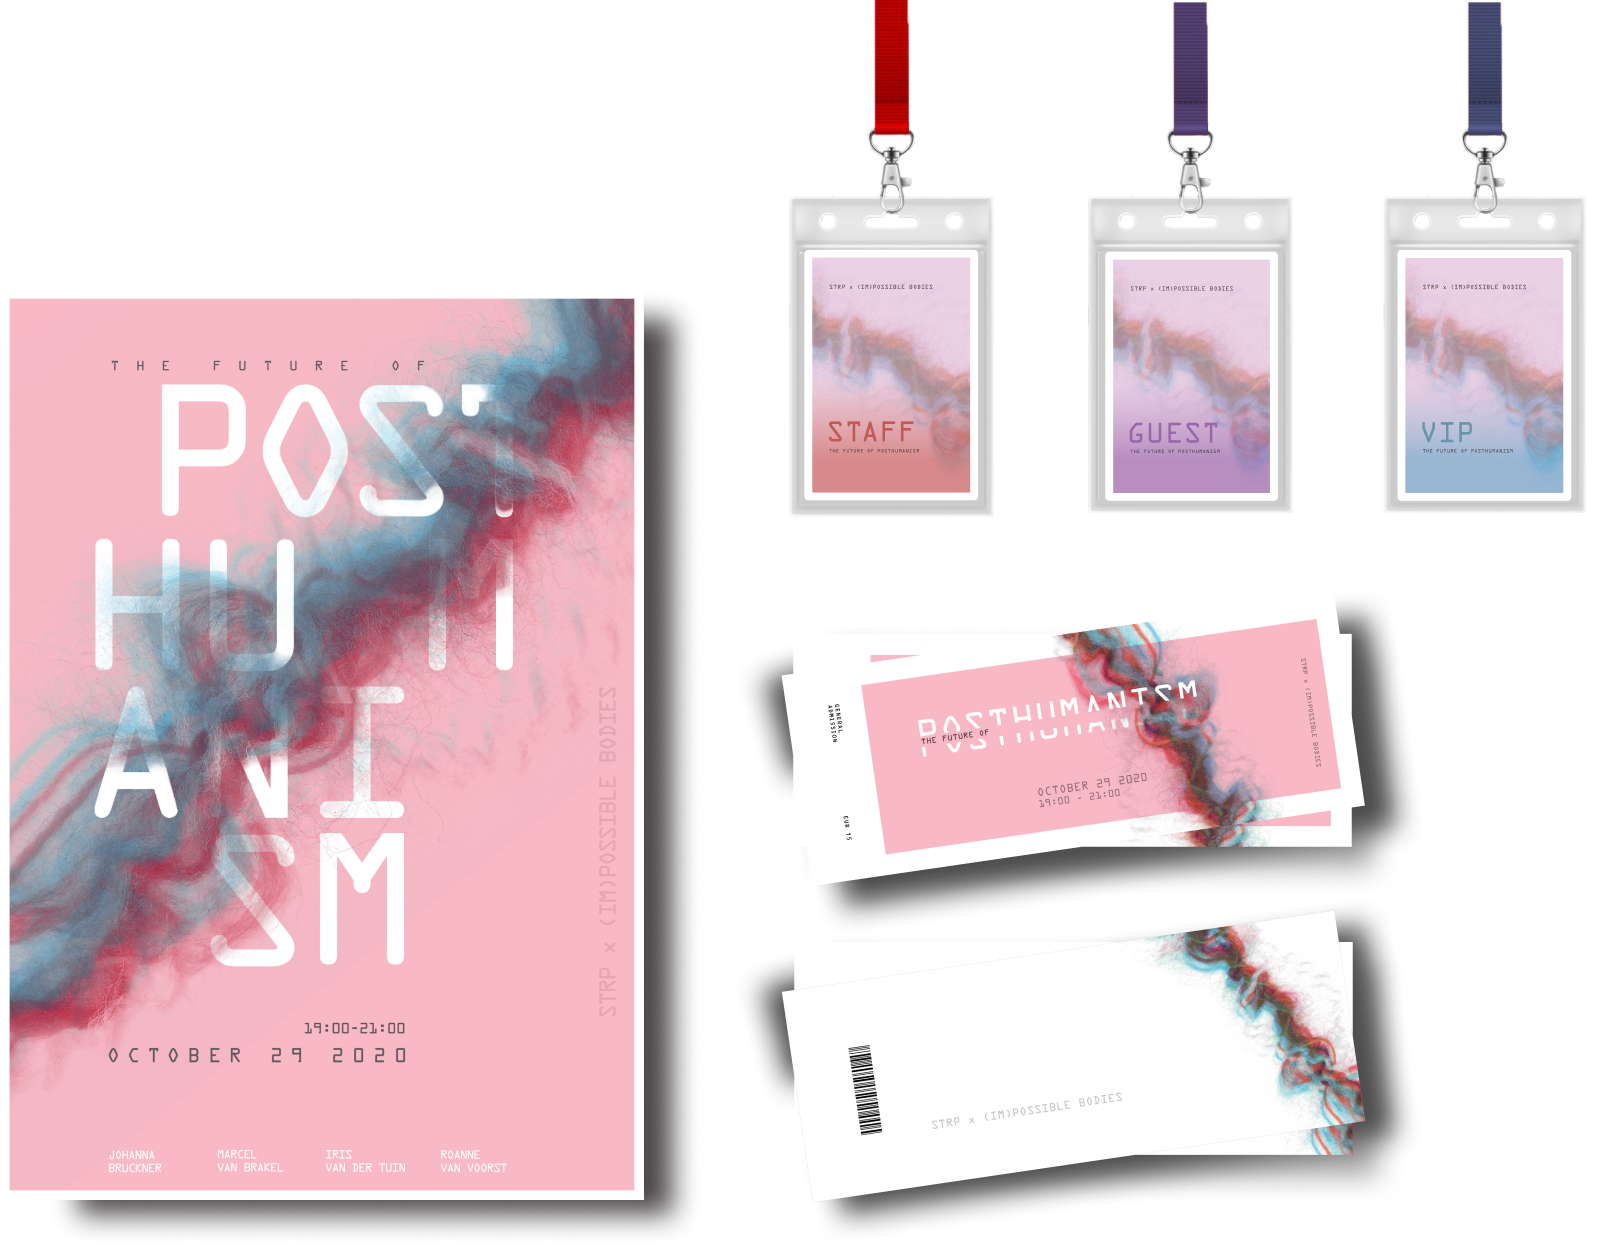 THE FUTURE OF
POST
HUM
ANI
SM
STRP x (IM)POSSIBLE BODIES
19:00-21:00
OCTOBER 29 2020
JOHANNA
BRUCKNER
MARCEL
VAN BRAKEL
IRIS
VAN DER TUIN
ROANNE
VAN VOORST
STRP x (IM)POSSIBLE BODIES
STAFF
THE FUTURE OF POSTHUMANISM
STRP x (IM)POSSIBLE BODIES
GUEST
THE FUTURE OF POSTHUMANISM
STRP x (IM)POSSIBLE BODIES
VIP
THE FUTURE OF POSTHUMANISM
GENERAL
ADMISSION
EUR 15
POSTHUMANISM
THE FUTURE OF
OCTOBER 29 2020
19:00 - 21:00
STRP x (IM)POSSIBLE BODIES
STRP x (IM)POSSIBLE BODIES